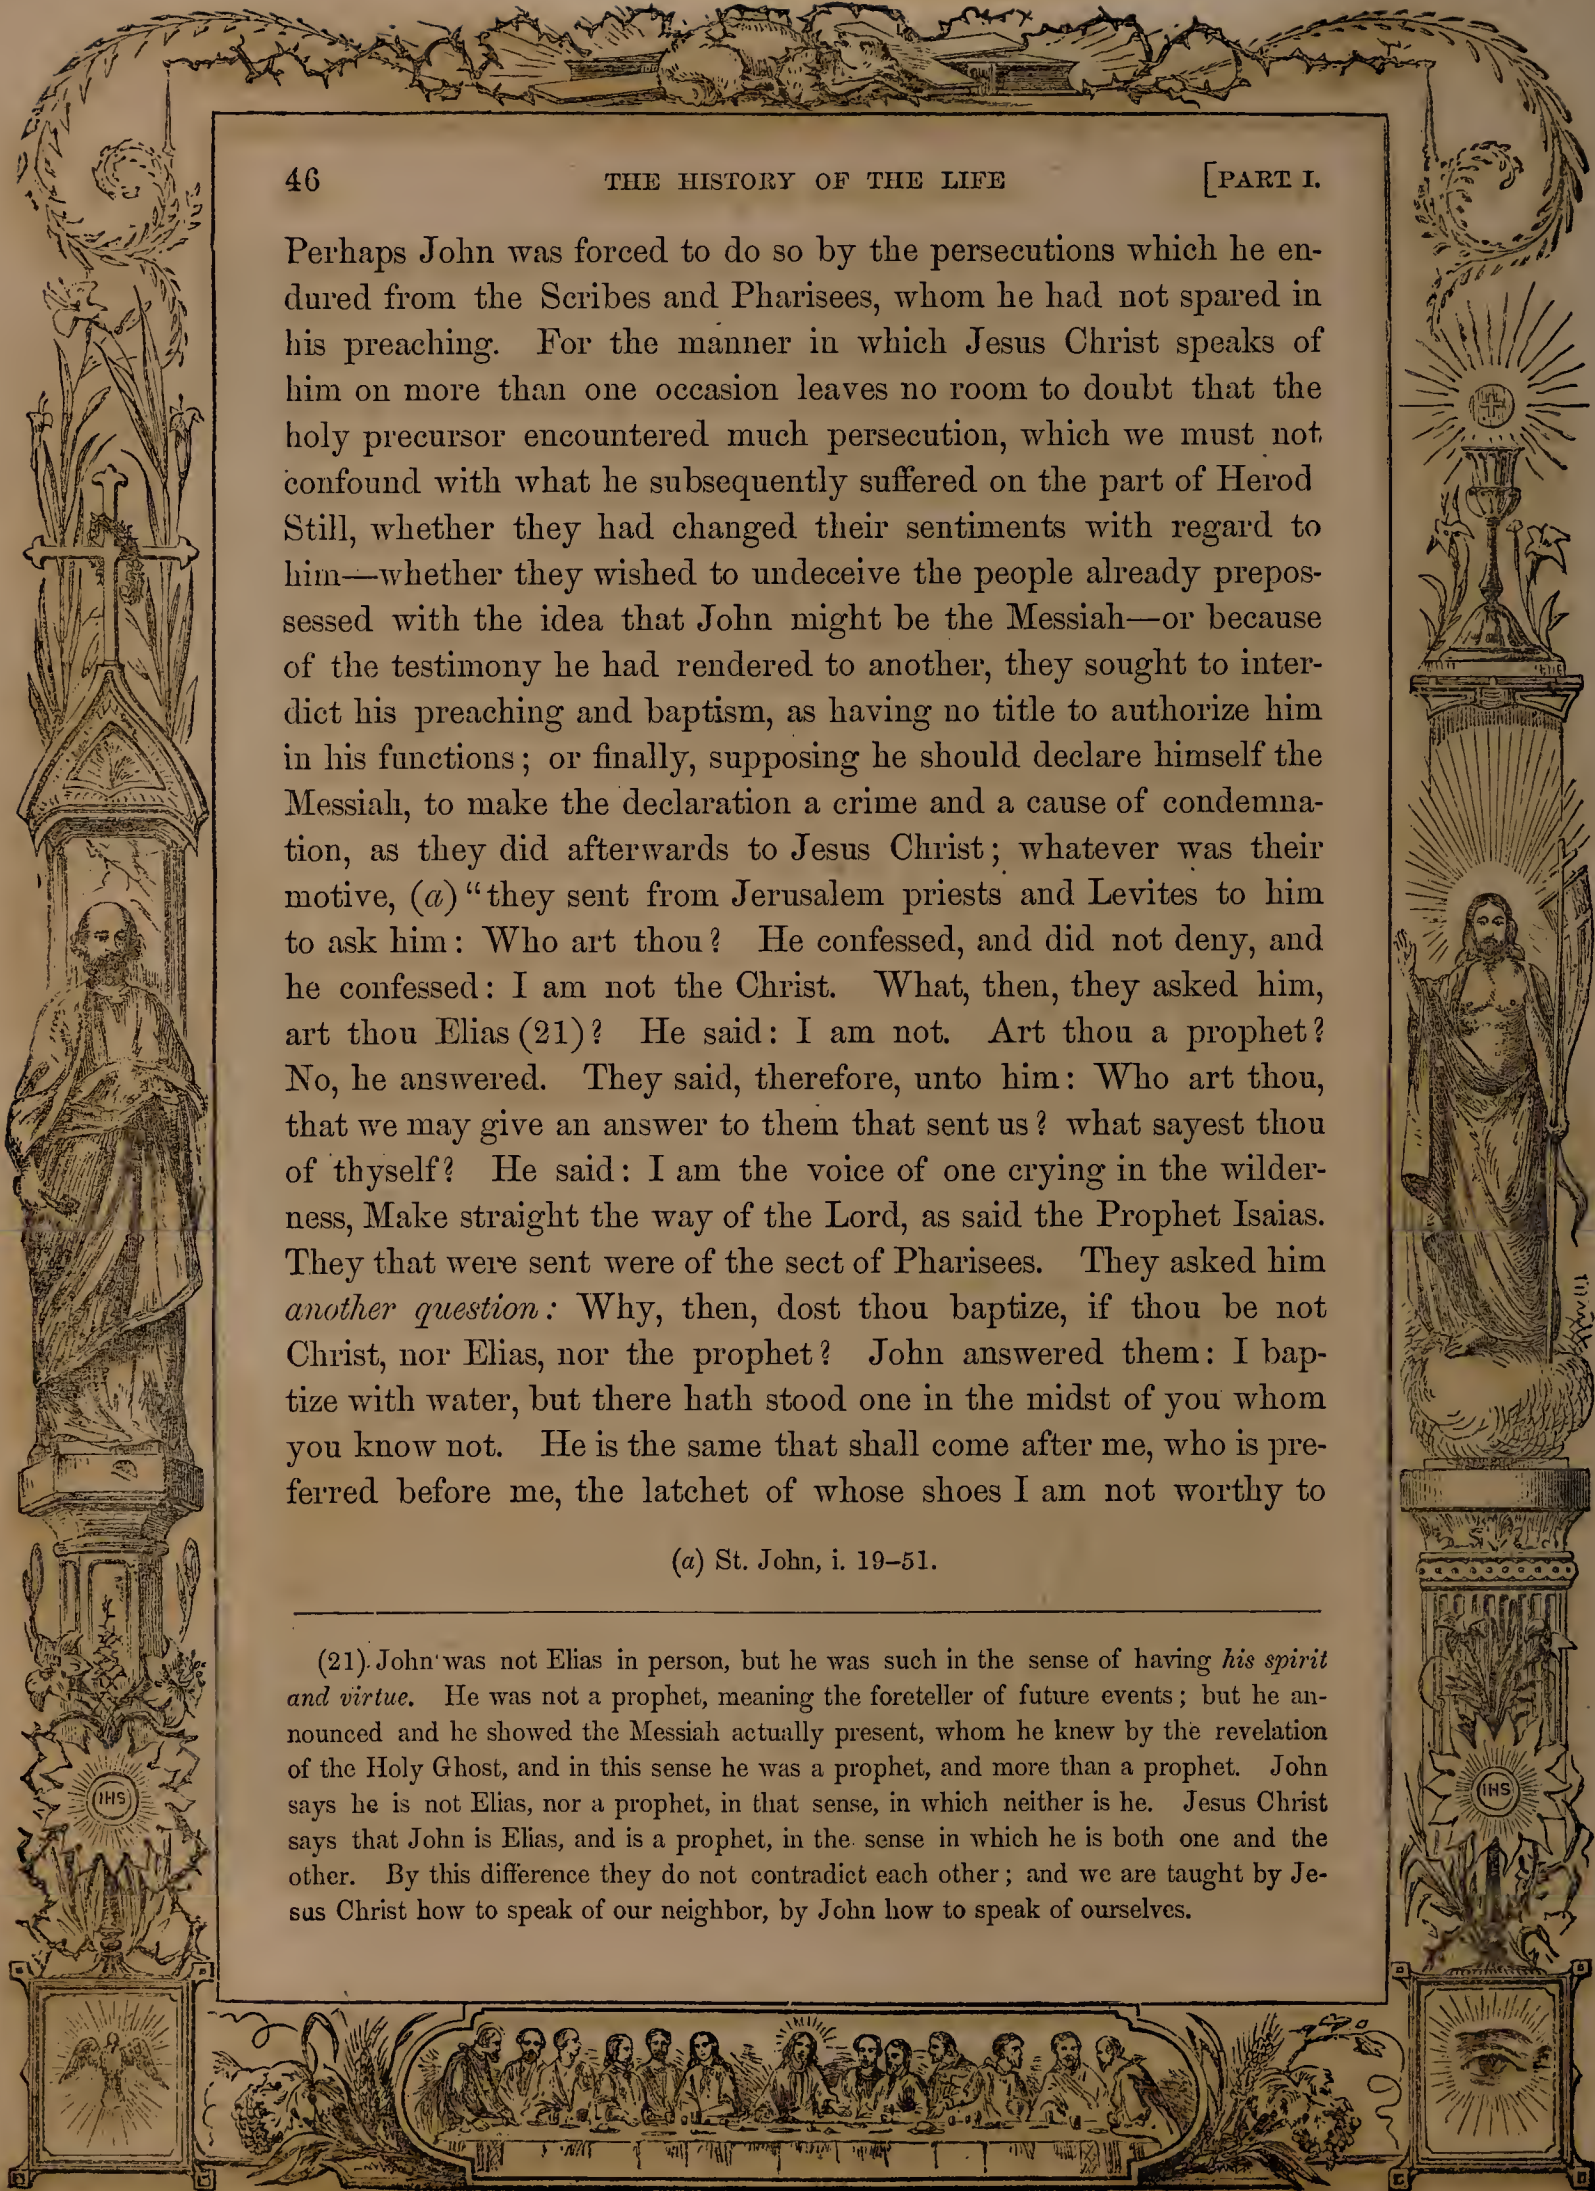 46 THE HISTORY OF THE LIFE [PART I.
Perhaps John was forced to do so by the persecutions which he en-
dured from the Scribes and Pharisees, whom he had not spared in
his preaching. For the manner in which Jesus Christ speaks of
him on more than one occasion leaves no room to doubt that the
holy precursor encountered much persecution, which we must not
confound with what he subsequently suffered on the part of Herod
Still, whether they had changed their sentiments with regard to
him—whether they wished to undeceive the people already prepos-
sessed with the idea that John might be the Messiah—or because
of the testimony he had rendered to another, they sought to inter-
dict his preaching and baptism, as having no title to authorize him
in his functions; or finally, supposing he should declare himself the
Messiah, to make the declaration a crime and a cause of condemna-
tion, as they did afterwards to Jesus Christ; whatever was their
motive, (a) “they sent from Jerusalem priests and Levites to him
to ask him: Who art thou? He confessed, and did not deny, and
he confessed: I am not the Christ. What, then, they asked him,
art thou Elias (21)? He said: I am not. Art thou a prophet?
No, he answered. They said, therefore, unto him: Who art thou,
that we may give an answer to them that sent us? what sayest thou
of thyself? He said: I am the voice of one crying in the wilder-
ness, Make straight the way of the Lord, as said the Prophet Isaias.
They that were sent were of the sect of Pharisees. They asked him
another question: Why, then, dost thou baptize, if thou be not
Christ, nor Elias, nor the prophet? John answered them: I bap-
tize with water, but there hath stood one in the midst of you whom
you know not. He is the same that shall come after me, who is pre-
ferred before me, the latchet of whose shoes I am not worthy to
(a) St. John, i. 19–51.
(21) John was not Elias in person, but he was such in the sense of having his spirit
and virtue. He was not a prophet, meaning the foreteller of future events; but he an-
nounced and he showed the Messiah actually present, whom he knew by the revelation
of the Holy Ghost, and in this sense he was a prophet, and more than a prophet. John
says he is not Elias, nor a prophet, in that sense, in which neither is he. Jesus Christ
says that John is Elias, and is a prophet, in the sense in which he is both one and the
other. By this difference they do not contradict each other; and we are taught by Je-
sus Christ how to speak of our neighbor, by John how to speak of ourselves.
IHS
IHS